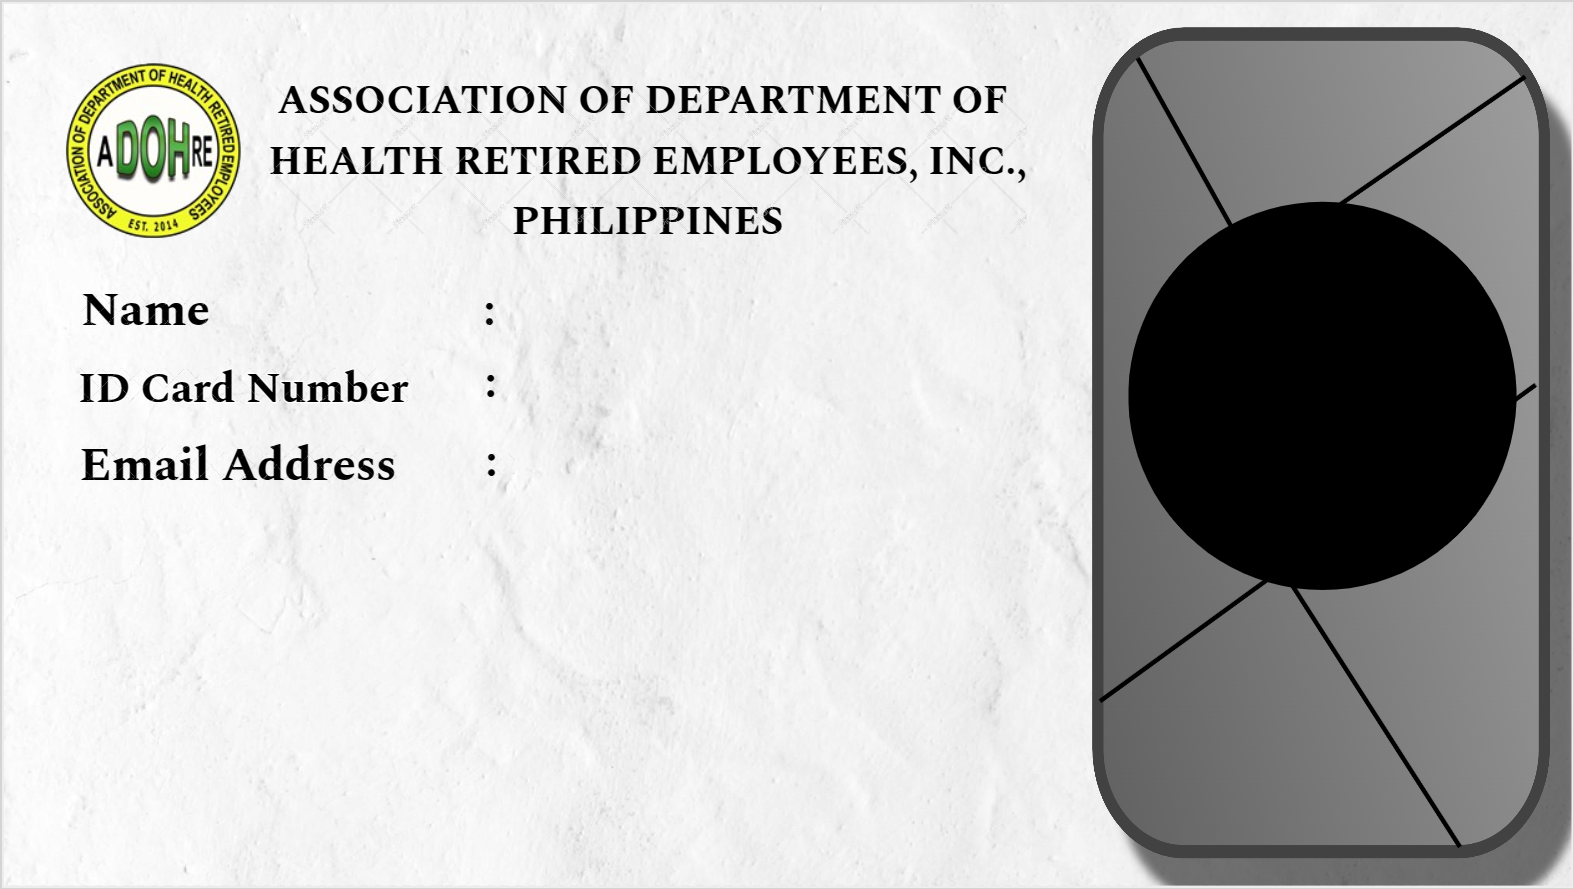 ASSOCIATION OF DEPARTMENT OF HEALTH RETIRED EMPLOYEES
ADOHRE
EST. 2014
ASSOCIATION OF DEPARTMENT OF
HEALTH RETIRED EMPLOYEES, INC.,
PHILIPPINES
Name :
ID Card Number :
Email Address :